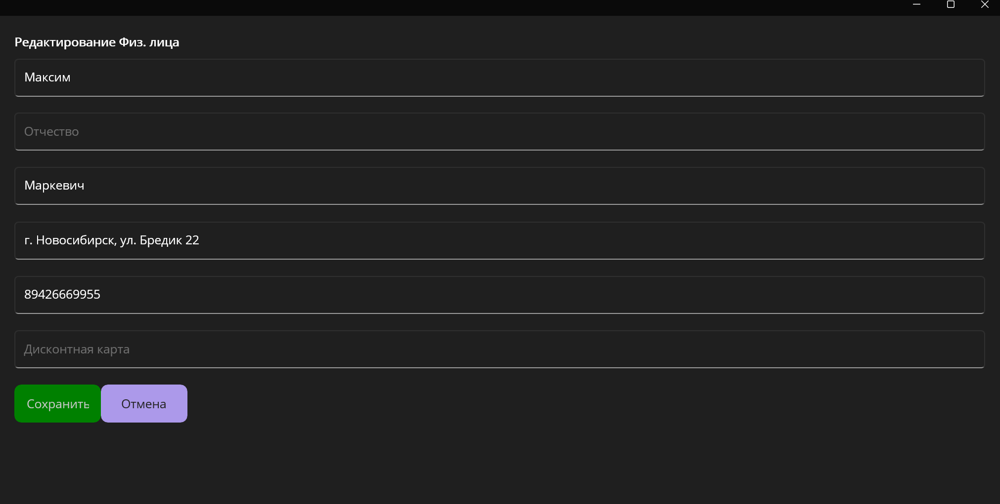 Редактирование Физ. лица
Максим
Отчество
Маркевич
г. Новосибирск, ул. Бредик 22
89426669955
Дисконтная карта
Сохранить Отмена